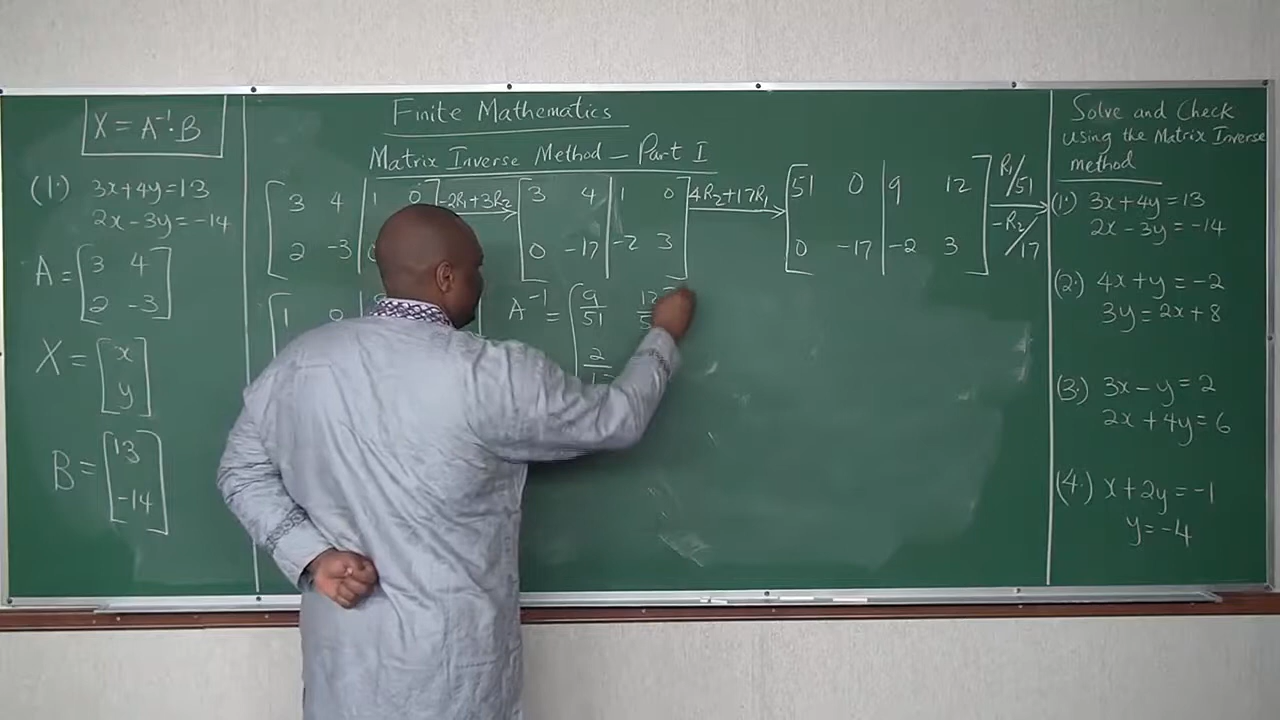 X = A⁻¹·B
(1.) 3x+4y=13
2x-3y=-14
A = [3 4
2 -3]
X = [x
y]
B = [13
-14]
Finite Mathematics
Matrix Inverse Method – Part I
[3 4 | 1 0] -2R₁+3R₂ [3 4 | 1 0] 4R₂+17R₁ [51 0 | 9 12] R₁/51
2 -3 | 0 -17 | -2 3 0 -17 | -2 3 -R₂/17
[1 0 |
A⁻¹ = [9/51 12/
2/
Solve and Check
using the Matrix Inverse
method
(1.) 3x+4y=13
2x-3y=-14
(2.) 4x+y=-2
3y=2x+8
(3.) 3x-y=2
2x+4y=6
(4.) x+2y=-1
y=-4